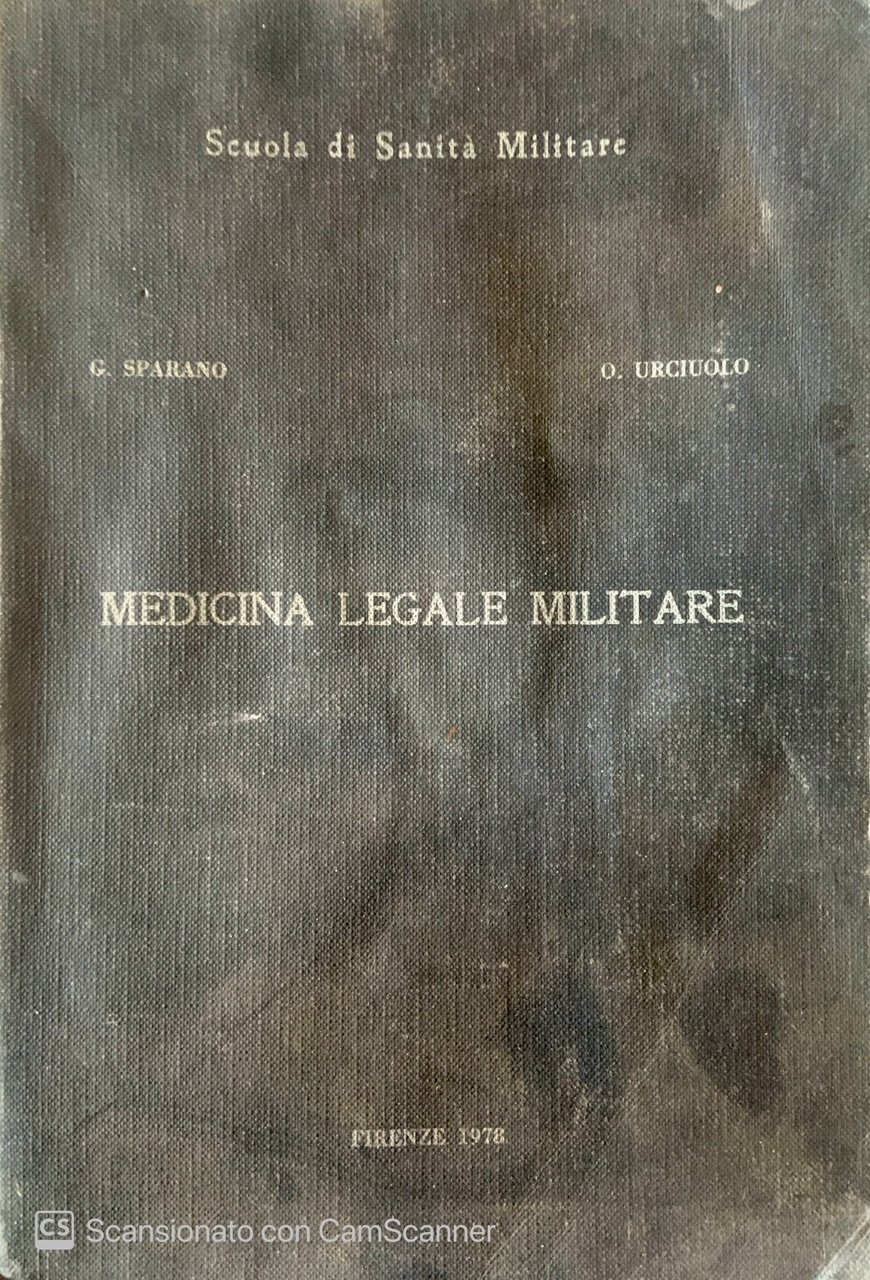 Scuola di Sanità Militare
G. SPARANO
O. URCIUOLO
MEDICINA LEGALE MILITARE
FIRENZE 1978
CS Scansionato con CamScanner